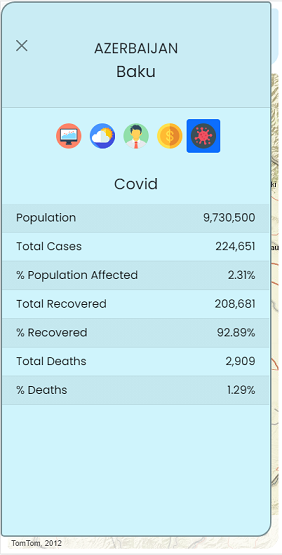 AZERBAIJAN
Baku
Covid
Population 9,730,500
Total Cases 224,651
% Population Affected 2.31%
Total Recovered 208,681
% Recovered 92.89%
Total Deaths 2,909
% Deaths 1.29%
TomTom, 2012